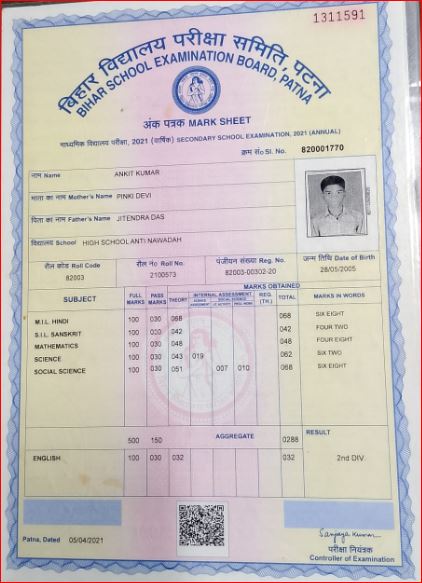 1311591
बिहार विद्यालय परीक्षा समिति, पटना
BIHAR SCHOOL EXAMINATION BOARD, PATNA
अंक पत्रक MARK SHEET
माध्यमिक विद्यालय परीक्षा, 2021 (वार्षिक) SECONDARY SCHOOL EXAMINATION, 2021 (ANNUAL)
क्रम सं० Sl. No. 820001770
नाम Name ANKIT KUMAR
माता का नाम Mother's Name PINKI DEVI
पिता का नाम Father's Name JITENDRA DAS
विद्यालय School HIGH SCHOOL ANTI NAWADAH
रौल कोड Roll Code रौल न० Roll No. पंजीयन संख्या Reg. No. जन्म तिथि Date of Birth
82003 2100573 82003-00302-20 28/05/2005
MARKS OBTAINED
SUBJECT FULL MARKS PASS MARKS THEORY INTERNAL ASSESSMENT REG. (TH.) TOTAL MARKS IN WORDS
M.I.L. HINDI 100 030 068 068 SIX EIGHT
S.I.L. SANSKRIT 100 030 042 042 FOUR TWO
MATHEMATICS 100 030 048 048 FOUR EIGHT
SCIENCE 100 030 043 019 062 SIX TWO
SOCIAL SCIENCE 100 030 051 007 010 068 SIX EIGHT
500 150 AGGREGATE 0288 RESULT
ENGLISH 100 030 032 032 2nd DIV.
Patna, Dated 05/04/2021
Sanjaya Kumar
परीक्षा नियंत्रक
Controller of Examination